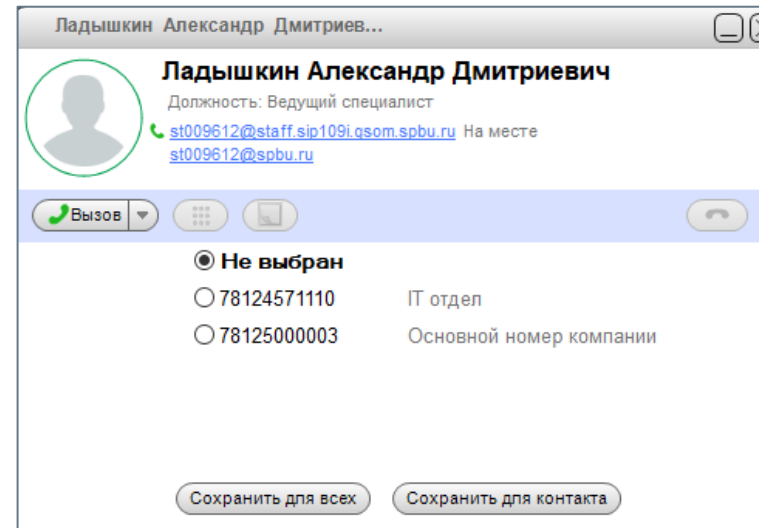 Ладышкин Александр Дмитриев...
Ладышкин Александр Дмитриевич
Должность: Ведущий специалист
st009612@staff.sip109i.gsom.spbu.ru На месте
st009612@spbu.ru
Вызов
Не выбран
78124571110 IT отдел
78125000003 Основной номер компании
Сохранить для всех Сохранить для контакта